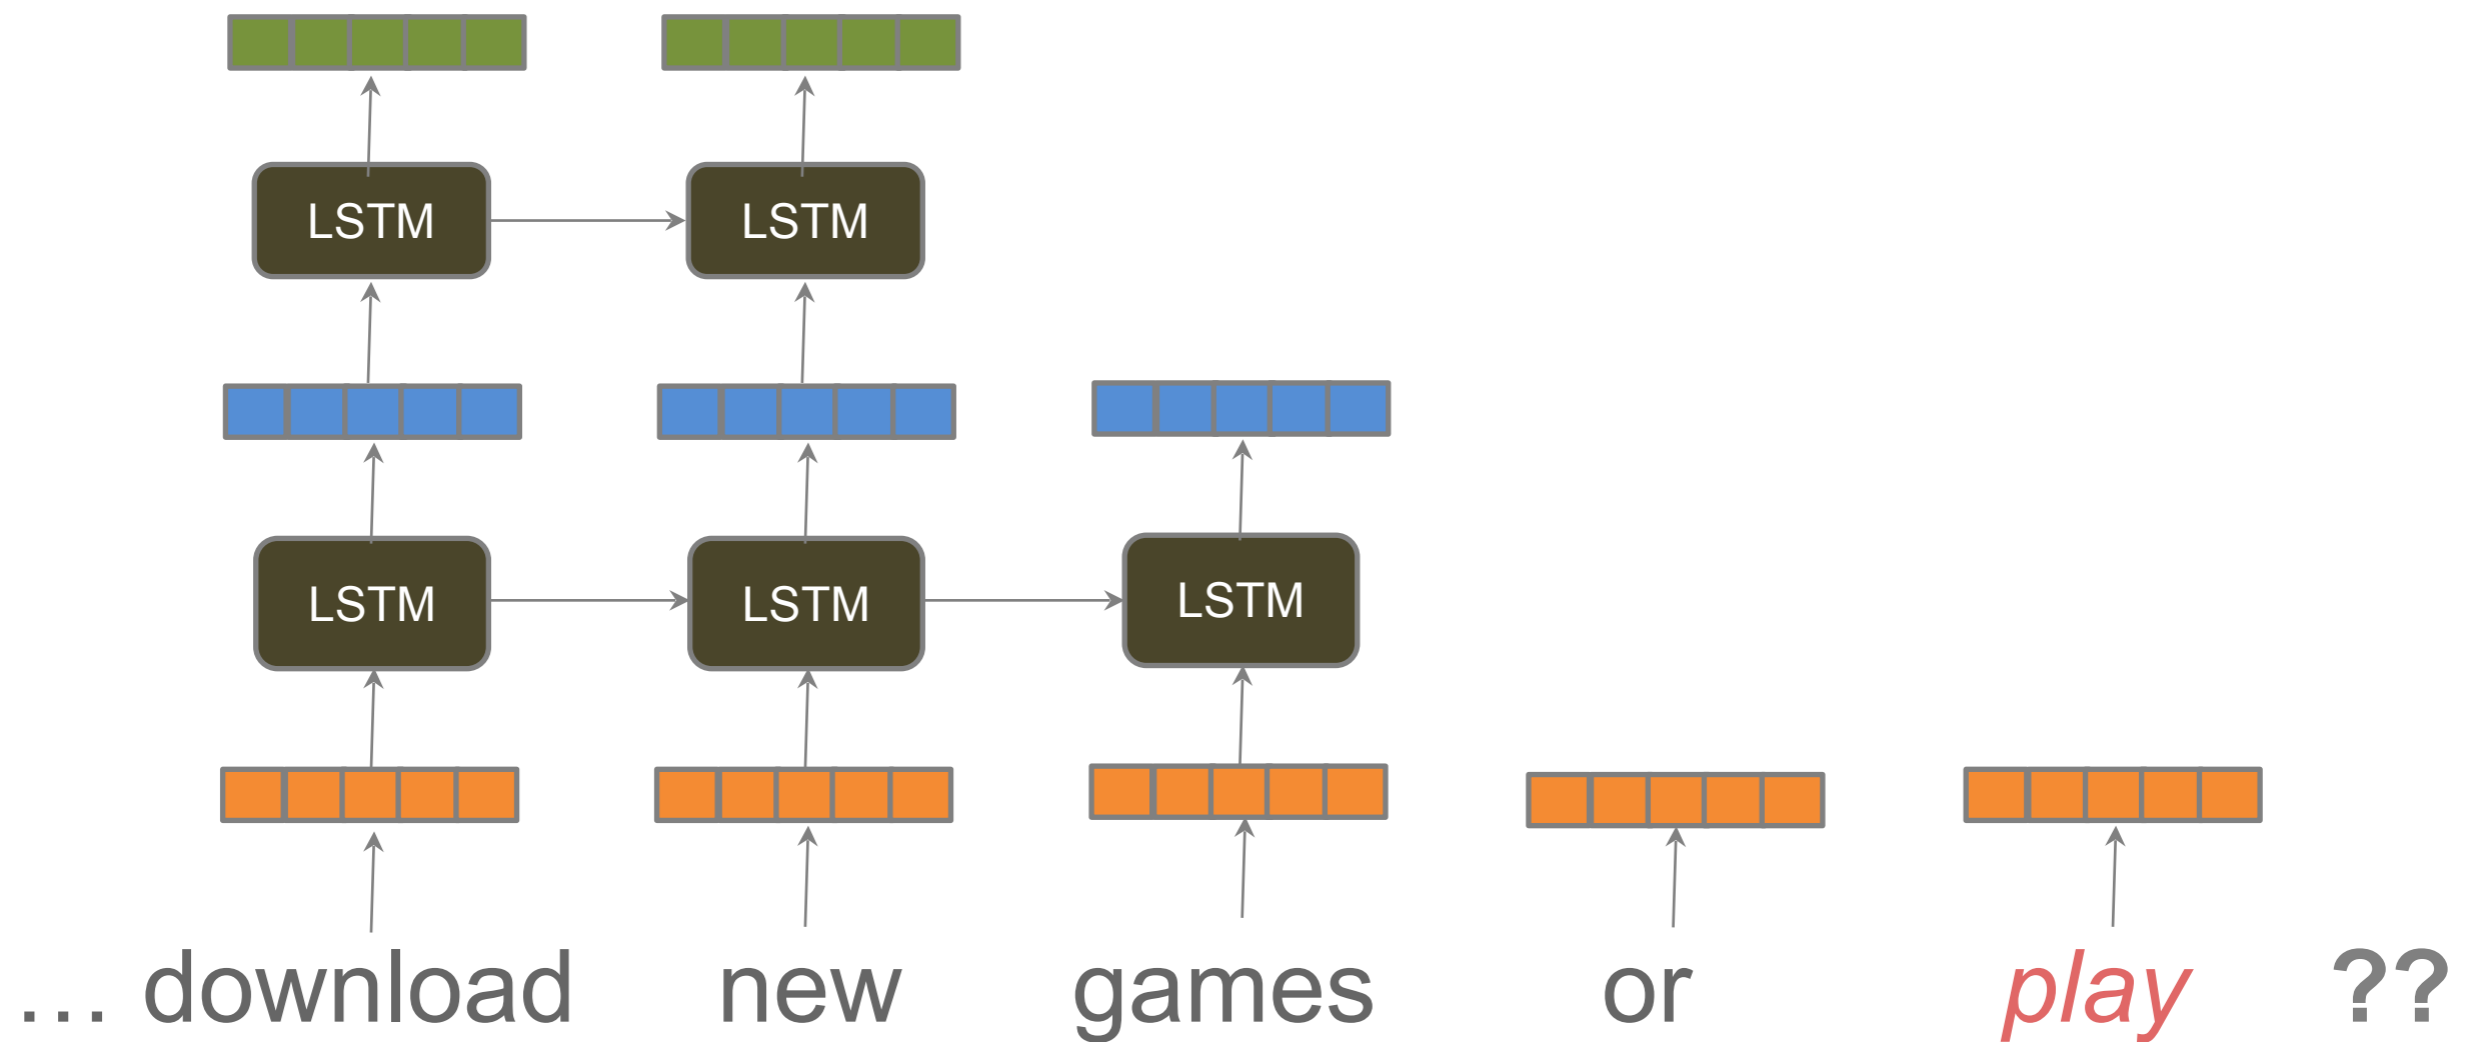 LSTM LSTM
LSTM LSTM LSTM
... download new games or play ??